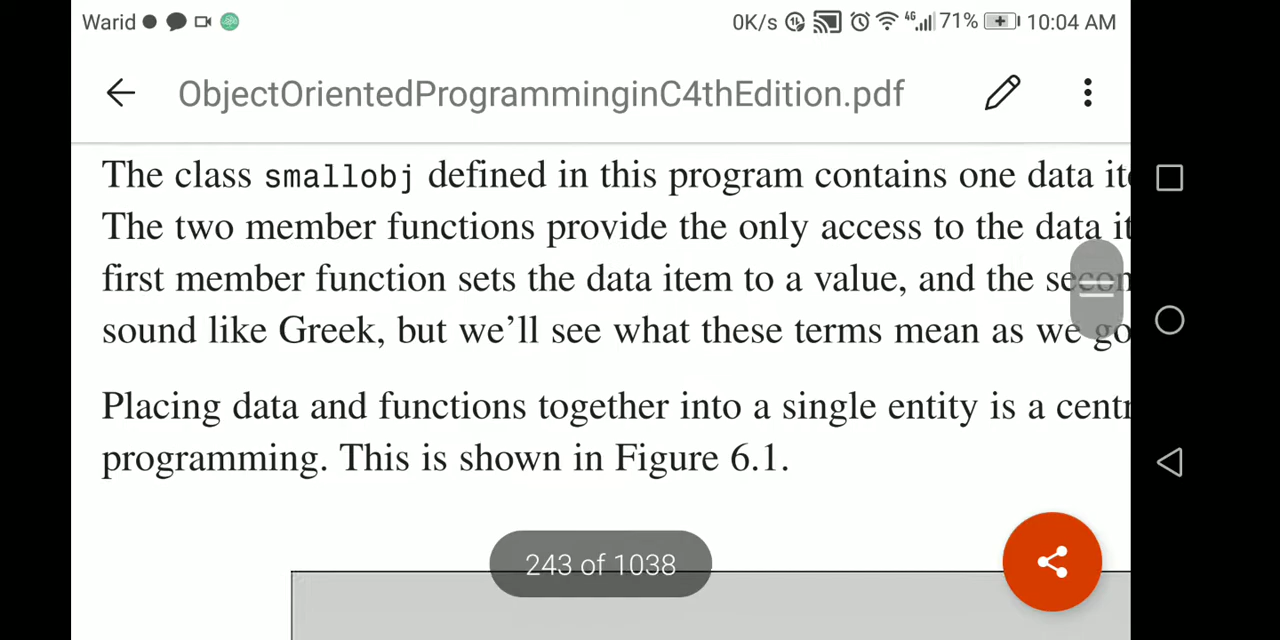 Warid 0K/s 4G 71% 10:04 AM
ObjectOrientedProgramminginC4thEdition.pdf
The class smallobj defined in this program contains one data it
The two member functions provide the only access to the data it
first member function sets the data item to a value, and the secon
sound like Greek, but we'll see what these terms mean as we go
Placing data and functions together into a single entity is a centr
programming. This is shown in Figure 6.1.
243 of 1038